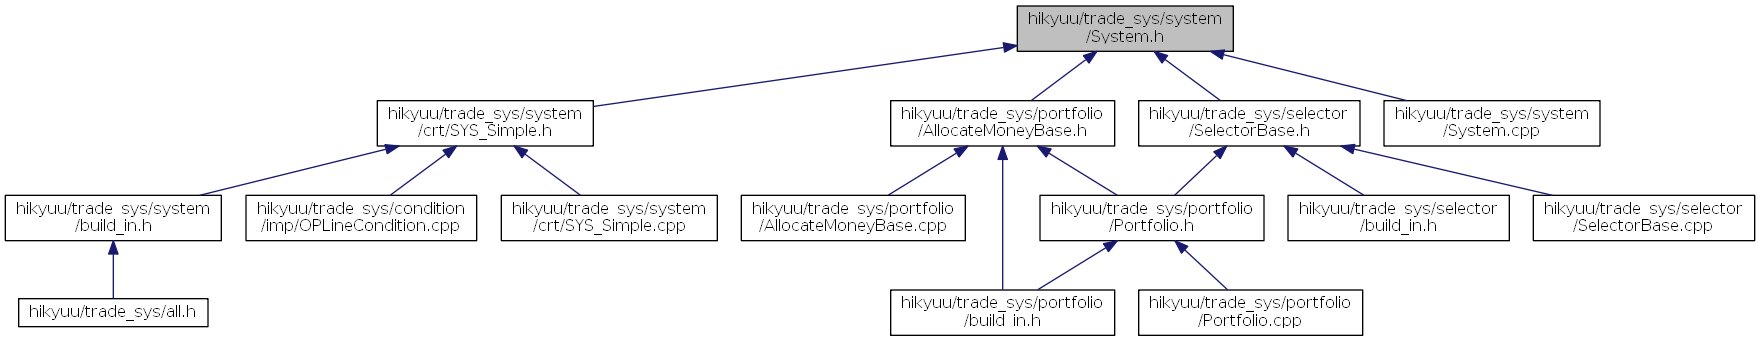 hikyuu/trade_sys/system
/System.h
hikyuu/trade_sys/system
/crt/SYS_Simple.h
hikyuu/trade_sys/portfolio
/AllocateMoneyBase.h
hikyuu/trade_sys/selector
/SelectorBase.h
hikyuu/trade_sys/system
/System.cpp
hikyuu/trade_sys/system
/build_in.h
hikyuu/trade_sys/condition
/imp/OPLineCondition.cpp
hikyuu/trade_sys/system
/crt/SYS_Simple.cpp
hikyuu/trade_sys/portfolio
/AllocateMoneyBase.cpp
hikyuu/trade_sys/portfolio
/Portfolio.h
hikyuu/trade_sys/selector
/build_in.h
hikyuu/trade_sys/selector
/SelectorBase.cpp
hikyuu/trade_sys/all.h
hikyuu/trade_sys/portfolio
/build_in.h
hikyuu/trade_sys/portfolio
/Portfolio.cpp